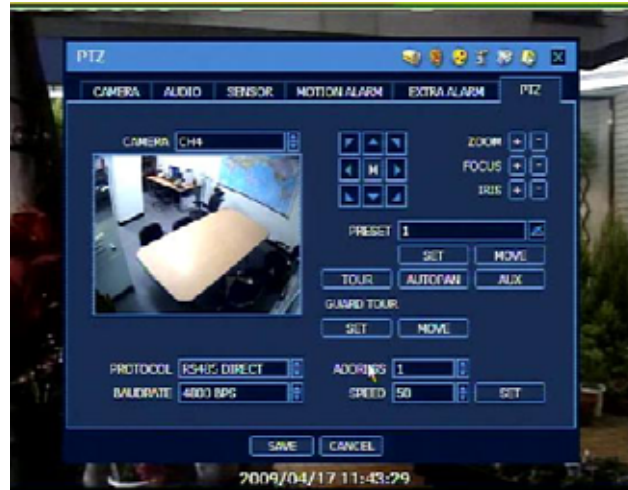 PTZ
CAMERA AUDIO SENSOR MOTION ALARM EXTRA ALARM PTZ
CAMERA CH4
ZOOM + -
M
FOCUS + -
IRIS + -
PRESET 1
SET MOVE
TOUR AUTOPAN AUX
GUARD TOUR
SET MOVE
PROTOCOL RS485 DIRECT ADDRESS 1
BAUDRATE 4800 BPS SPEED 50 SET
SAVE CANCEL
2009/04/17 11:43:29